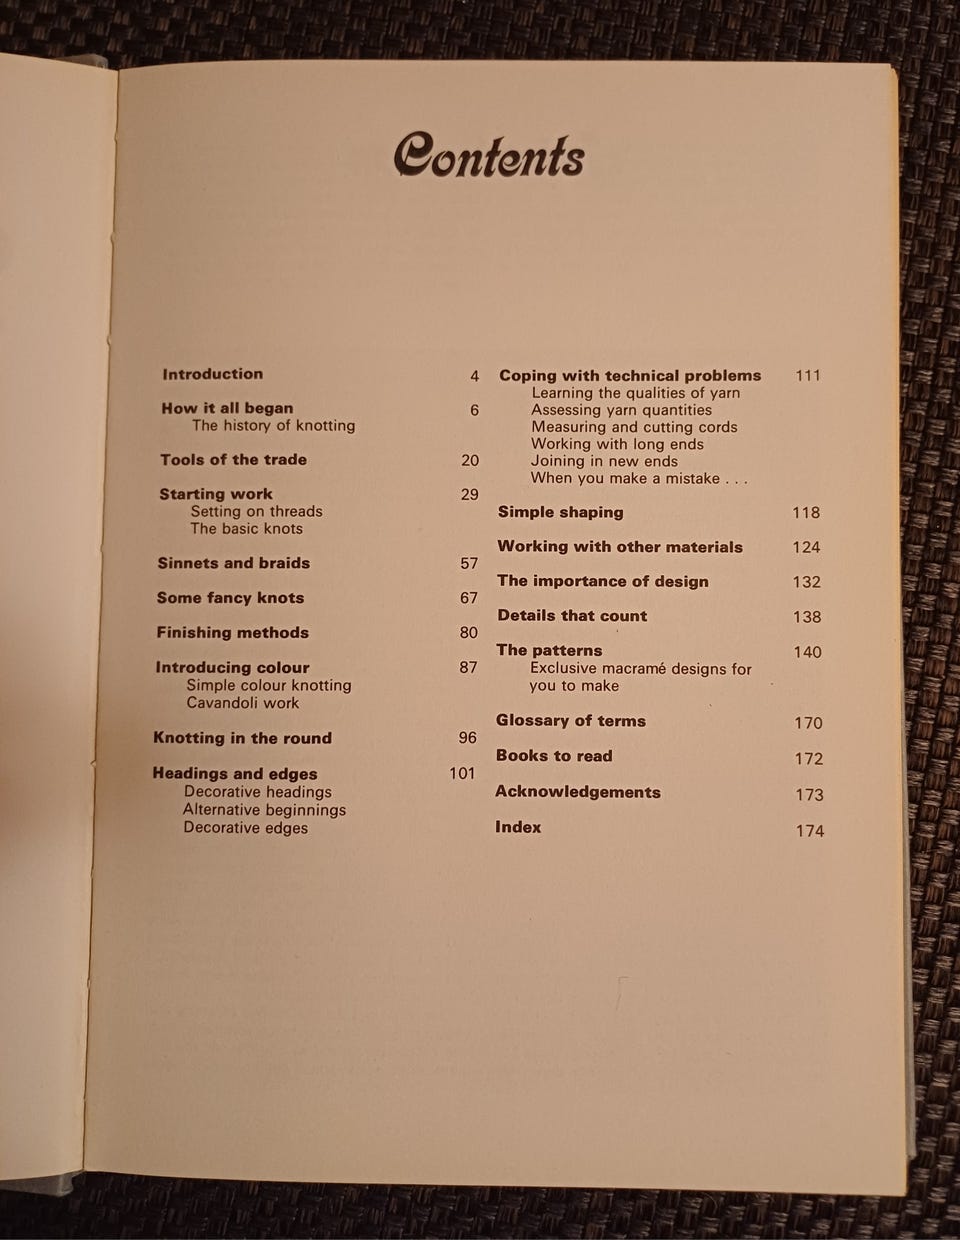 Contents
Introduction 4
How it all began 6
The history of knotting
Tools of the trade 20
Starting work 29
Setting on threads
The basic knots
Sinnets and braids 57
Some fancy knots 67
Finishing methods 80
Introducing colour 87
Simple colour knotting
Cavandoli work
Knotting in the round 96
Headings and edges 101
Decorative headings
Alternative beginnings
Decorative edges
Coping with technical problems 111
Learning the qualities of yarn
Assessing yarn quantities
Measuring and cutting cords
Working with long ends
Joining in new ends
When you make a mistake . . .
Simple shaping 118
Working with other materials 124
The importance of design 132
Details that count 138
The patterns 140
Exclusive macramé designs for
you to make
Glossary of terms 170
Books to read 172
Acknowledgements 173
Index 174